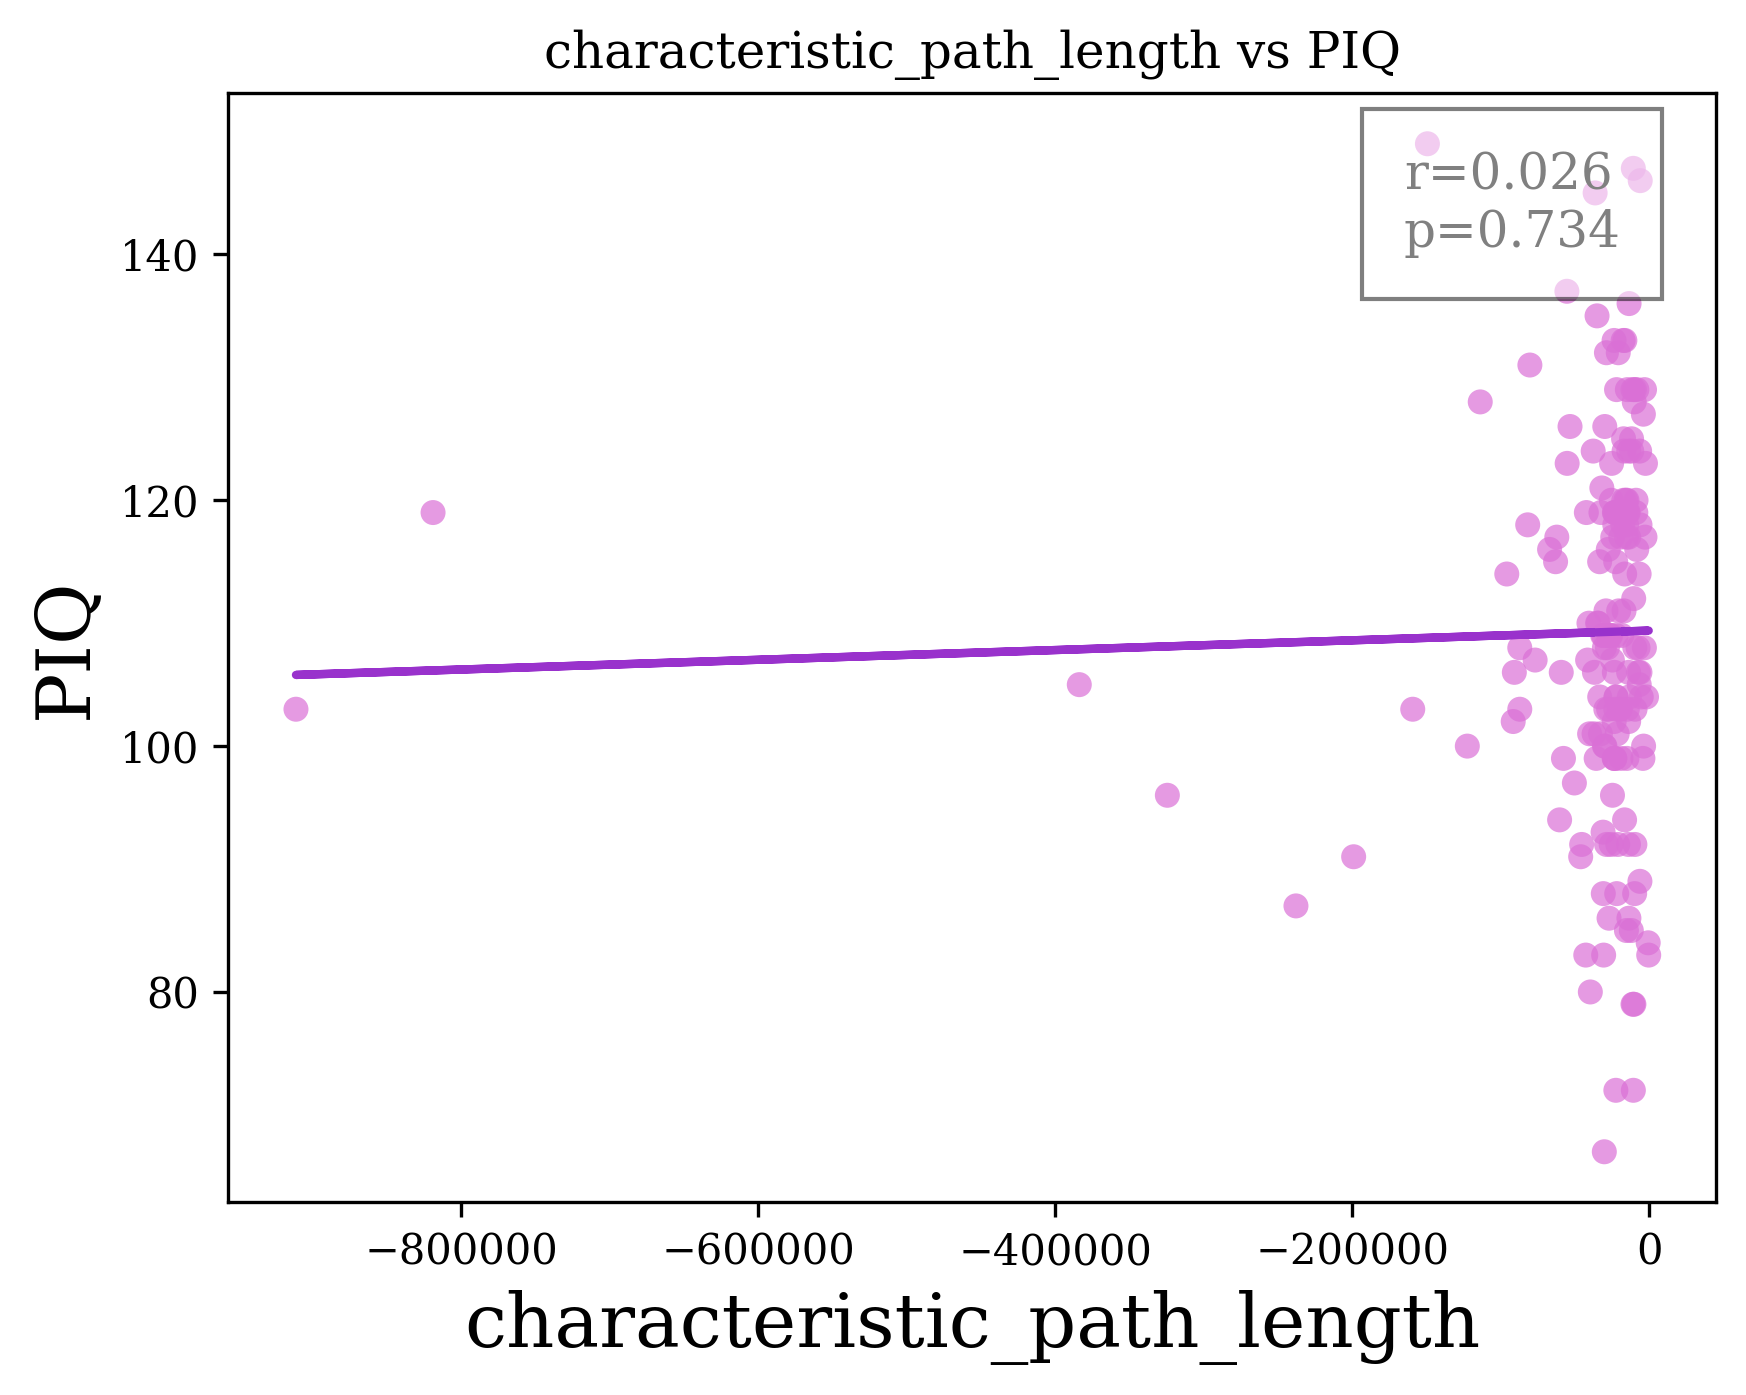 characteristic_path_length vs PIQ
r=0.026
p=0.734
PIQ
140
120
100
80
−800000
−600000
−400000
−200000
0
characteristic_path_length